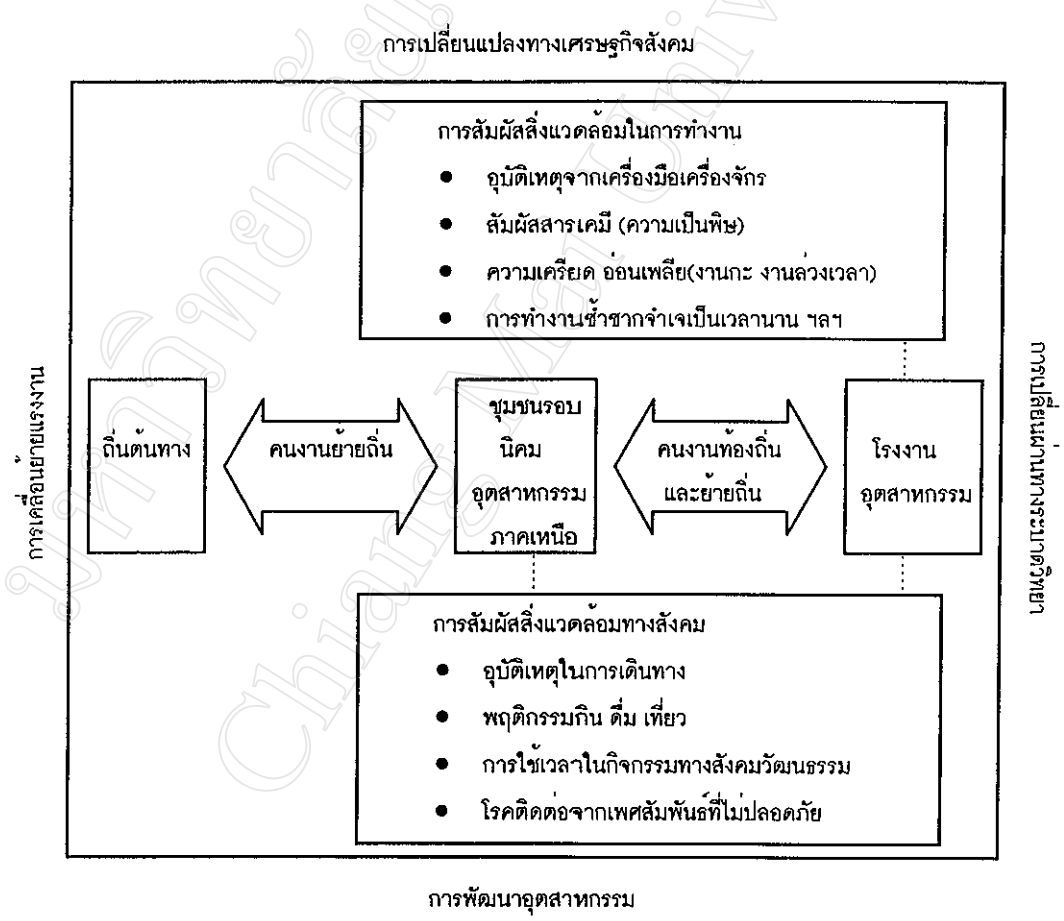 การเปลี่ยนแปลงทางเศรษฐกิจสังคม
การสัมผัสสิ่งแวดล้อมในการทำงาน
● อุบัติเหตุจากเครื่องมือเครื่องจักร
● สัมผัสสารเคมี (ความเป็นพิษ)
● ความเครียด อ่อนเพลีย(งานกะ งานล่วงเวลา)
● การทำงานซ้ำซากจำเจเป็นเวลานาน ฯลฯ
การเคลื่อนย้ายแรงงาน
ถิ่นต้นทาง
คนงานย้ายถิ่น
ชุมชนรอบ
นิคม
อุตสาหกรรม
ภาคเหนือ
คนงานท้องถิ่น
และย้ายถิ่น
โรงงาน
อุตสาหกรรม
การเปลี่ยนผ่านทางระบาดวิทยา
การสัมผัสสิ่งแวดล้อมทางสังคม
● อุบัติเหตุในการเดินทาง
● พฤติกรรมกิน ดื่ม เที่ยว
● การใช้เวลาในกิจกรรมทางสังคมวัฒนธรรม
● โรคติดต่อจากเพศสัมพันธ์ที่ไม่ปลอดภัย
การพัฒนาอุตสาหกรรม
มหาวิทยาลัยเ
Chiang Mai Univ